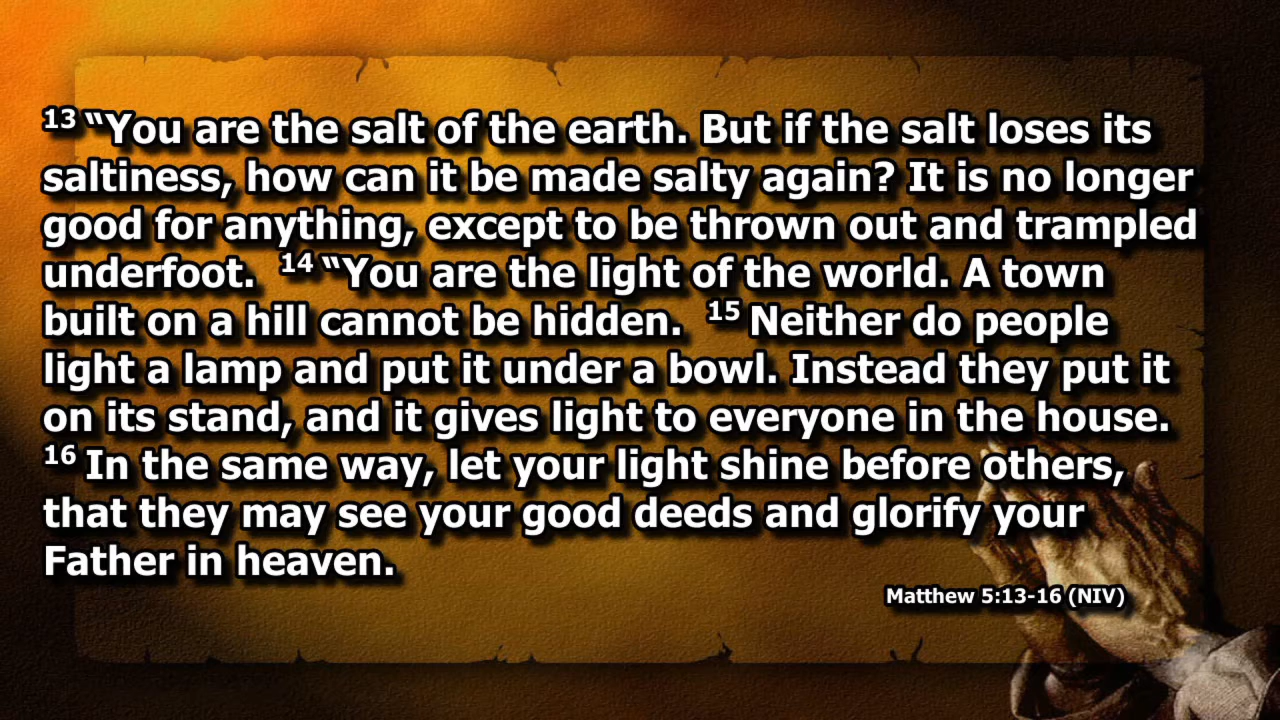 13 “You are the salt of the earth. But if the salt loses its
saltiness, how can it be made salty again? It is no longer
good for anything, except to be thrown out and trampled
underfoot. 14 “You are the light of the world. A town
built on a hill cannot be hidden. 15 Neither do people
light a lamp and put it under a bowl. Instead they put it
on its stand, and it gives light to everyone in the house.
16 In the same way, let your light shine before others,
that they may see your good deeds and glorify your
Father in heaven.
Matthew 5:13-16 (NIV)